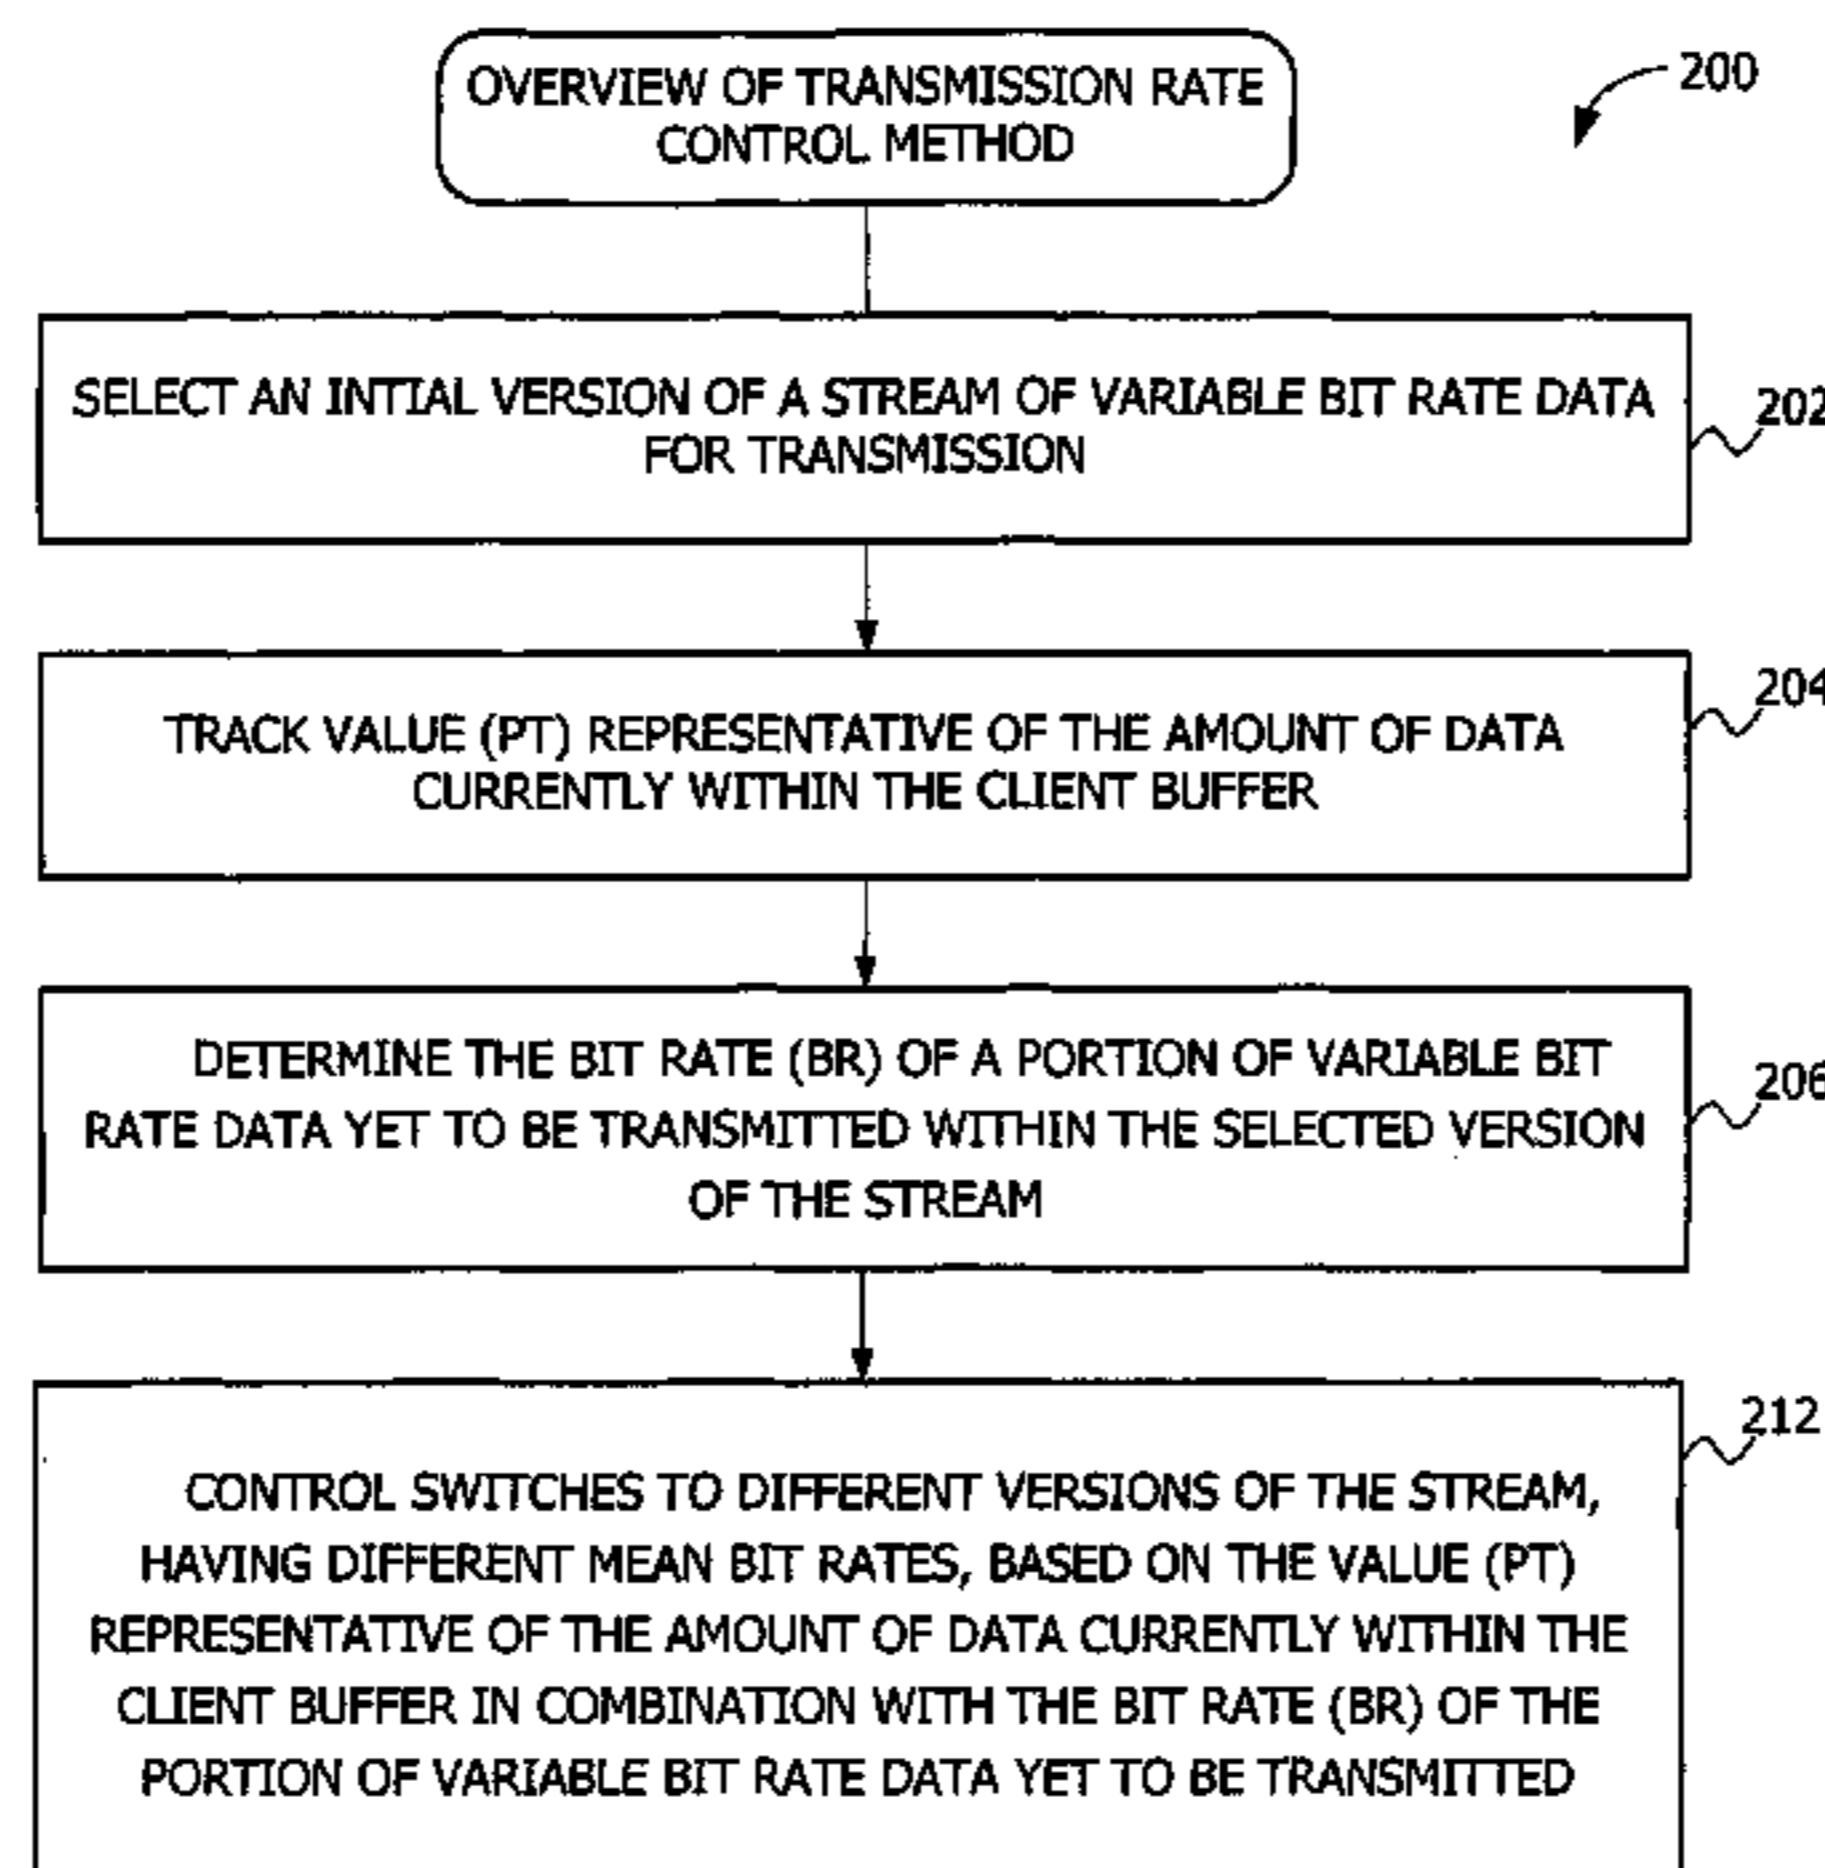 OVERVIEW OF TRANSMISSION RATE
CONTROL METHOD
200
SELECT AN INTIAL VERSION OF A STREAM OF VARIABLE BIT RATE DATA
FOR TRANSMISSION
202
TRACK VALUE (PT) REPRESENTATIVE OF THE AMOUNT OF DATA
CURRENTLY WITHIN THE CLIENT BUFFER
204
DETERMINE THE BIT RATE (BR) OF A PORTION OF VARIABLE BIT
RATE DATA YET TO BE TRANSMITTED WITHIN THE SELECTED VERSION
OF THE STREAM
206
CONTROL SWITCHES TO DIFFERENT VERSIONS OF THE STREAM,
HAVING DIFFERENT MEAN BIT RATES, BASED ON THE VALUE (PT)
REPRESENTATIVE OF THE AMOUNT OF DATA CURRENTLY WITHIN THE
CLIENT BUFFER IN COMBINATION WITH THE BIT RATE (BR) OF THE
PORTION OF VARIABLE BIT RATE DATA YET TO BE TRANSMITTED
212